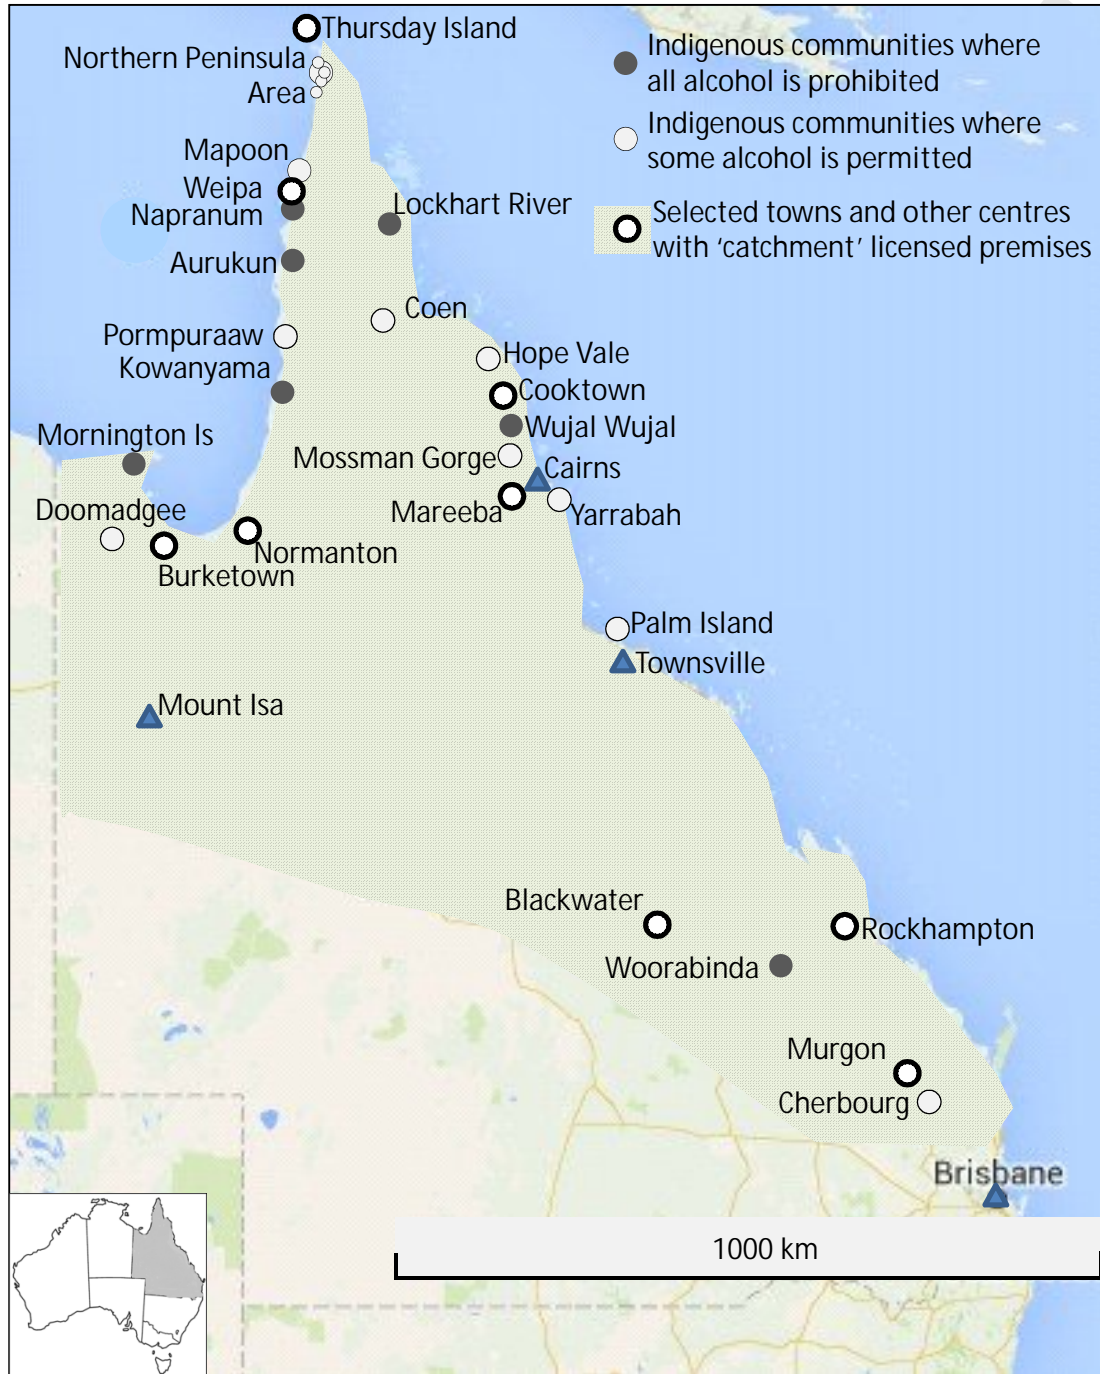 Thursday Island
Northern Peninsula
Area
Indigenous communities where
all alcohol is prohibited
Indigenous communities where
some alcohol is permitted
Selected towns and other centres
with ‘catchment’ licensed premises
Mapoon
Weipa
Napranum
Lockhart River
Aurukun
Coen
Pormpuraaw
Kowanyama
Hope Vale
Cooktown
Wujal Wujal
Mornington Is
Mossman Gorge
Cairns
Doomadgee
Mareeba
Yarrabah
Normanton
Burketown
Palm Island
Townsville
Mount Isa
Blackwater
Rockhampton
Woorabinda
Murgon
Cherbourg
Brisbane
1000 km